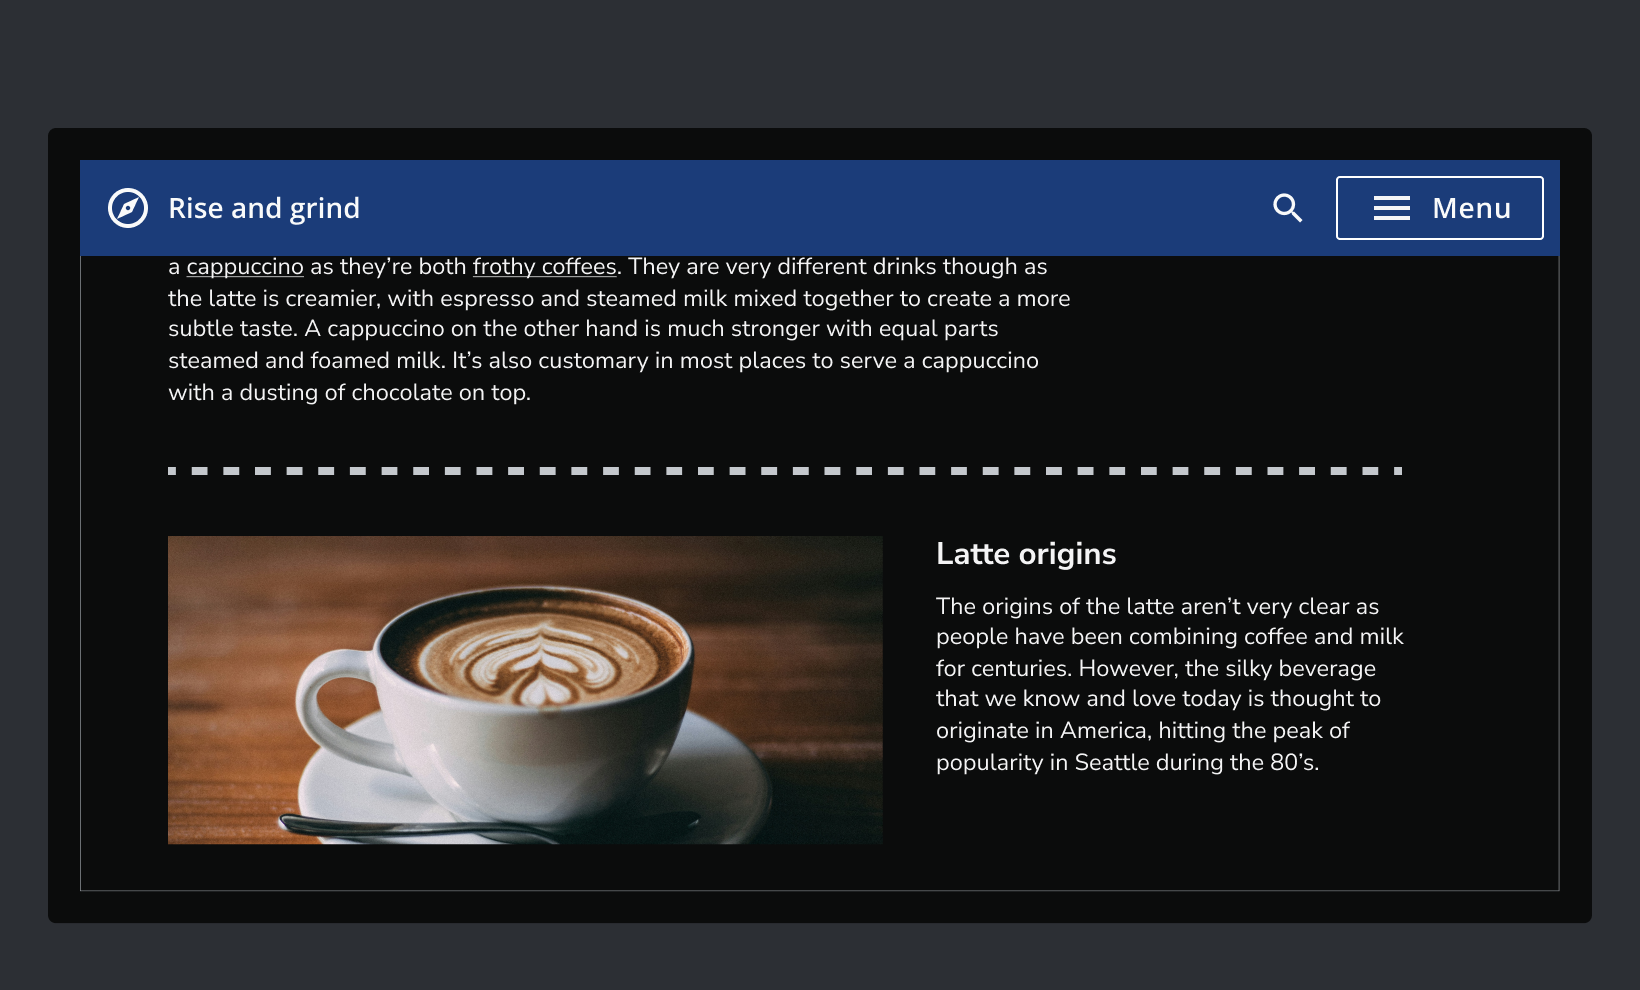 Rise and grind
Menu
a cappuccino as they’re both frothy coffees. They are very different drinks though as
the latte is creamier, with espresso and steamed milk mixed together to create a more
subtle taste. A cappuccino on the other hand is much stronger with equal parts
steamed and foamed milk. It’s also customary in most places to serve a cappuccino
with a dusting of chocolate on top.
Latte origins
The origins of the latte aren’t very clear as
people have been combining coffee and milk
for centuries. However, the silky beverage
that we know and love today is thought to
originate in America, hitting the peak of
popularity in Seattle during the 80’s.